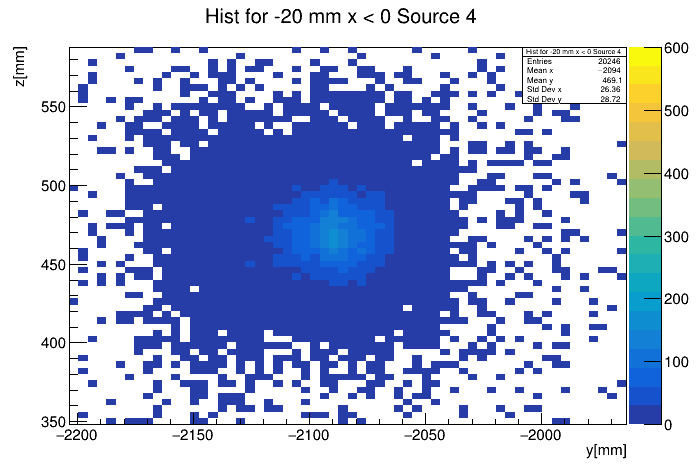 Hist for -20 mm x < 0 Source 4
z[mm]
Hist for -20 mm x < 0 Source 4
Entries 20246
Mean x −2094
Mean y 469.1
Std Dev x 26.36
Std Dev y 28.72
600
500
400
300
200
100
0
550
500
450
400
350
−2200 −2150 −2100 −2050 −2000
y[mm]